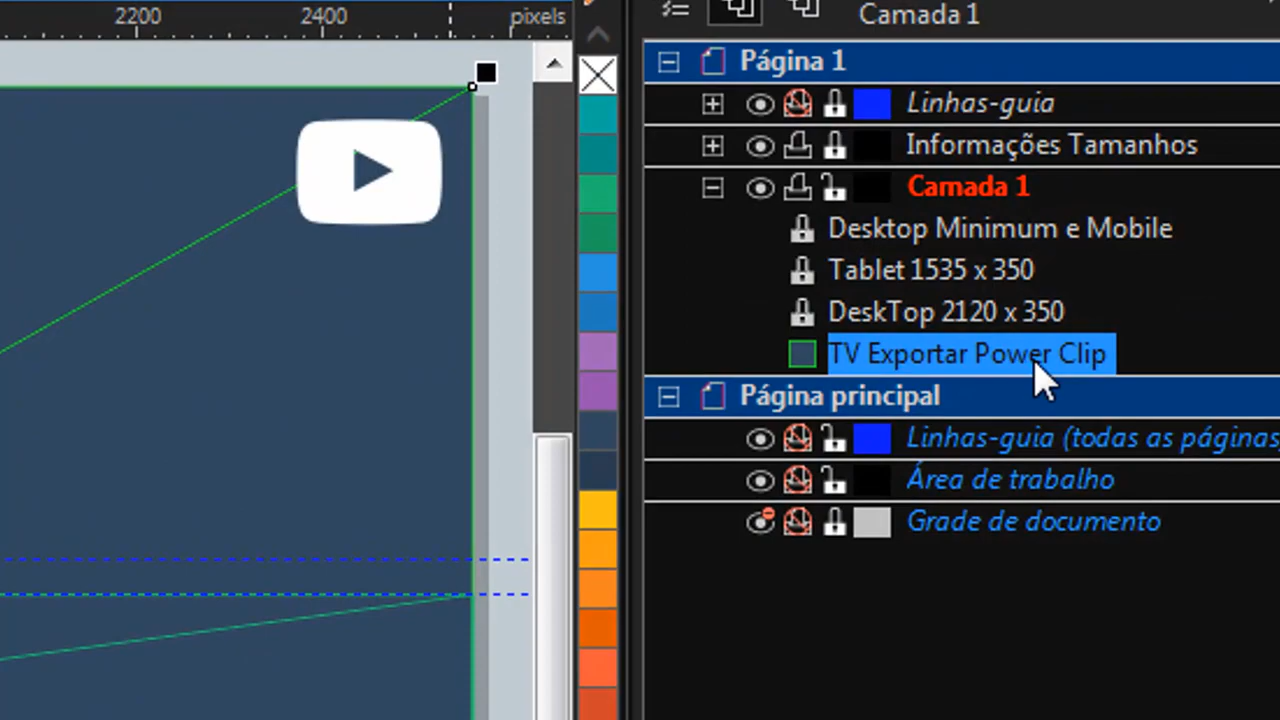 2200 2400 pixels
Camada 1
Página 1
Linhas-guia
Informações Tamanhos
Camada 1
Desktop Minimum e Mobile
Tablet 1535 x 350
DeskTop 2120 x 350
TV Exportar Power Clip
Página principal
Linhas-guia (todas as páginas
Área de trabalho
Grade de documento